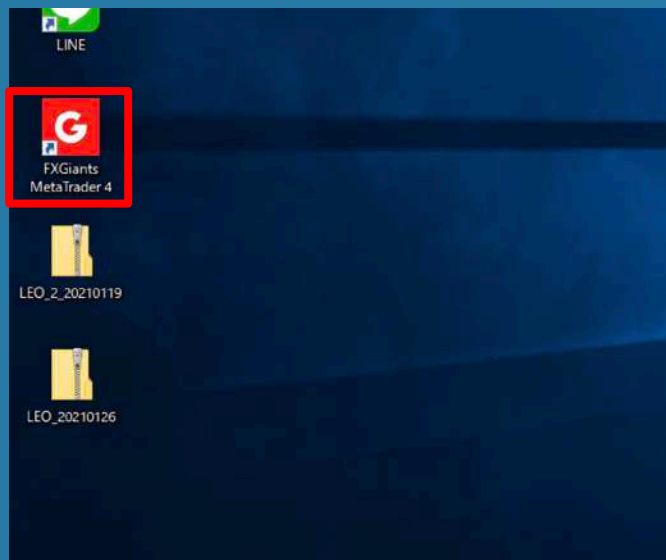 LINE
G
FXGiants
MetaTrader 4
LEO_2_20210119
LEO_20210126